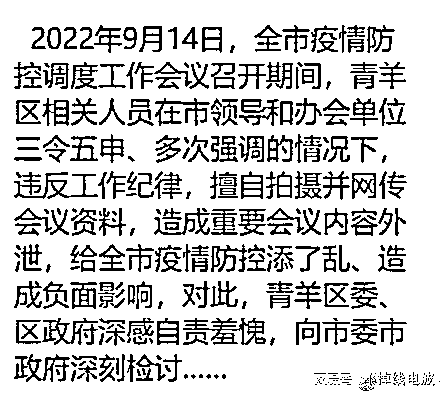 2022年9月14日，全市疫情防
控调度工作会议召开期间，青羊
区相关人员在市领导和办会单位
三令五申、多次强调的情况下，
违反工作纪律，擅自拍摄并网传
会议资料，造成重要会议内容外
泄，给全市疫情防控添了乱、造
成负面影响，对此，青羊区委、
区政府深感自责羞愧，向市委市
政府深刻检讨......
搜狐号@掉线电波